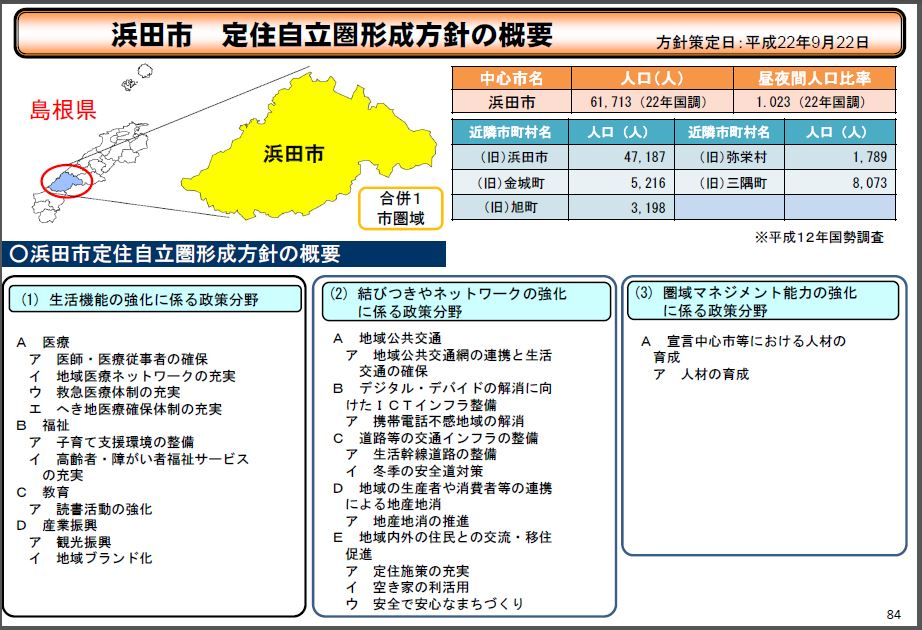 浜田市　定住自立圏形成方針の概要
方針策定日：平成22年9月22日
島根県
浜田市
合併1
市圏域
中心市名 人口（人） 昼夜間人口比率
浜田市 61,713（22年国調） 1.023（22年国調）
近隣市町村名 人口（人） 近隣市町村名 人口（人）
（旧）浜田市 47,187 （旧）弥栄村 1,789
（旧）金城町 5,216 （旧）三隅町 8,073
（旧）旭町 3,198
※平成12年国勢調査
○浜田市定住自立圏形成方針の概要
(1) 生活機能の強化に係る政策分野
A　医療
ア　医師・医療従事者の確保
イ　地域医療ネットワークの充実
ウ　救急医療体制の充実
エ　へき地医療確保体制の充実
B　福祉
ア　子育て支援環境の整備
イ　高齢者・障がい者福祉サービス
の充実
C　教育
ア　読書活動の強化
D　産業振興
ア　観光振興
イ　地域ブランド化
(2) 結びつきやネットワークの強化
に係る政策分野
A　地域公共交通
ア　地域公共交通網の連携と生活
交通の確保
B　デジタル・デバイドの解消に向
けたＩＣＴインフラ整備
ア　携帯電話不感地域の解消
C　道路等の交通インフラの整備
ア　生活幹線道路の整備
イ　冬季の安全道対策
D　地域の生産者や消費者等の連携
による地産地消
ア　地産地消の推進
E　地域内外の住民との交流・移住
促進
ア　定住施策の充実
イ　空き家の利活用
ウ　安全で安心なまちづくり
(3) 圏域マネジメント能力の強化
に係る政策分野
A　宣言中心市等における人材の
育成
ア　人材の育成
84